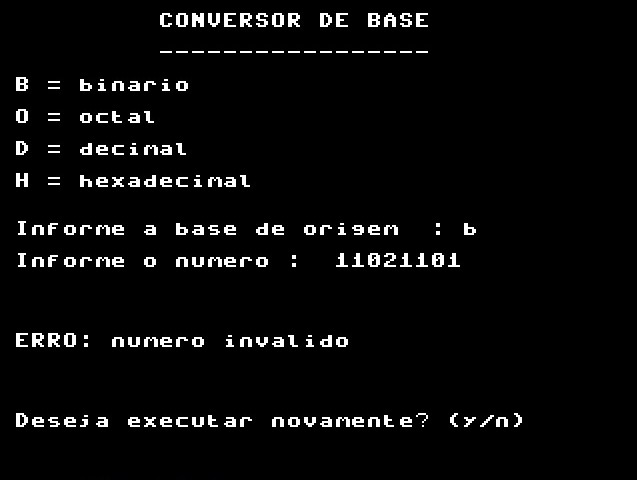 CONVERSOR DE BASE
-----------------
B = binario
O = octal
D = decimal
H = hexadecimal
Informe a base de origem  : b
Informe o numero :  11021101
ERRO: numero invalido
Deseja executar novamente? (y/n)